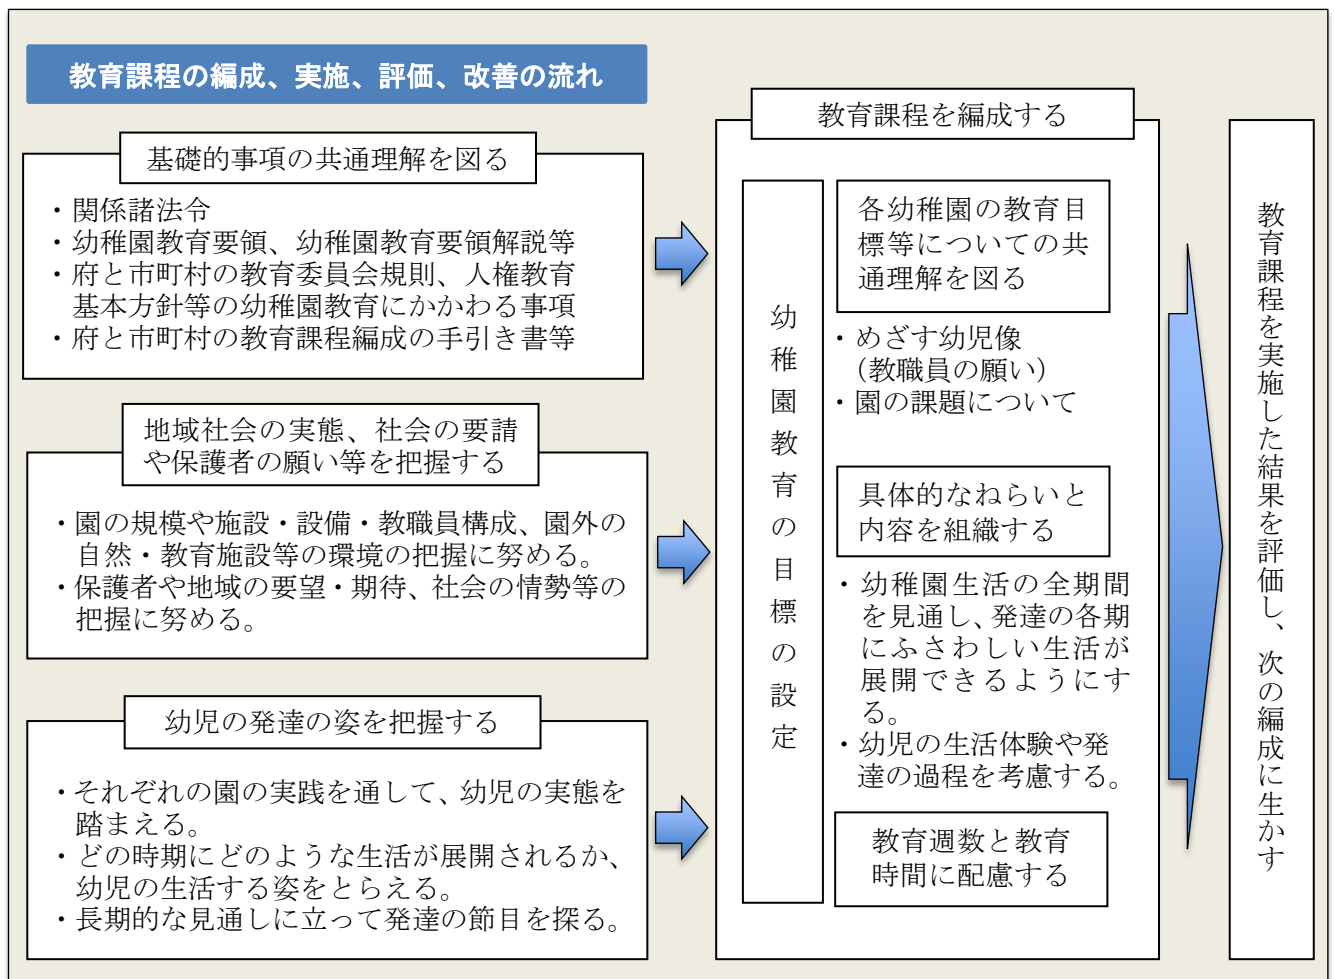 教育課程の編成、実施、評価、改善の流れ
基礎的事項の共通理解を図る
・関係諸法令
・幼稚園教育要領、幼稚園教育要領解説等
・府と市町村の教育委員会規則、人権教育
基本方針等の幼稚園教育にかかわる事項
・府と市町村の教育課程編成の手引き書等
地域社会の実態、社会の要請
や保護者の願い等を把握する
・園の規模や施設・設備・教職員構成、園外の
自然・教育施設等の環境の把握に努める。
・保護者や地域の要望・期待、社会の情勢等の
把握に努める。
幼児の発達の姿を把握する
・それぞれの園の実践を通して、幼児の実態を
踏まえる。
・どの時期にどのような生活が展開されるか、
幼児の生活する姿をとらえる。
・長期的な見通しに立って発達の節目を探る。
教育課程を編成する
幼稚園教育の目標の設定
各幼稚園の教育目
標等についての共
通理解を図る
・めざす幼児像
（教職員の願い）
・園の課題について
具体的なねらいと
内容を組織する
・幼稚園生活の全期間
を見通し、発達の各期
にふさわしい生活が
展開できるようにす
る。
・幼児の生活体験や発
達の過程を考慮する。
教育週数と教育
時間に配慮する
教育課程を実施した結果を評価し、次の編成に生かす